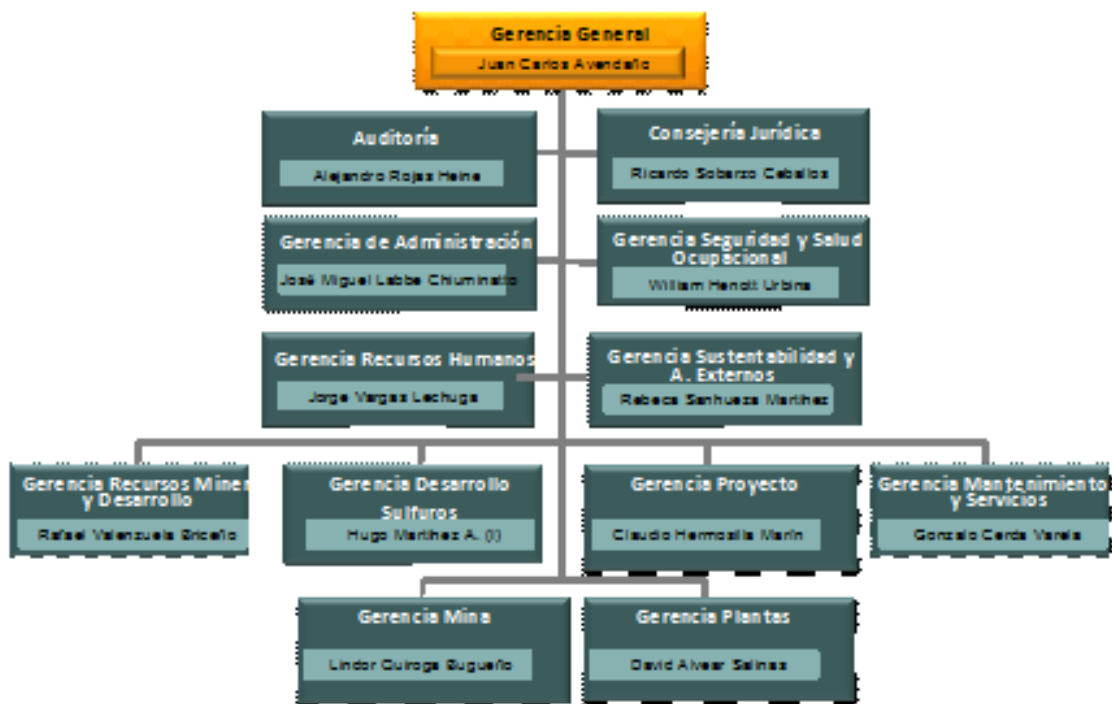 Gerencia General
Juan Carlos Avendaño
Auditoría
Alejandro Rojas Heine
Consejería Jurídica
Ricardo Sobarzo Ceballos
Gerencia de Administración
José Miguel Labbe Chiuminatto
Gerencia Seguridad y Salud
Ocupacional
William Henott Urbina
Gerencia Recursos Humanos
Jorge Vargas Lechuga
Gerencia Sustentabilidad y
A. Externos
Rebeca Sanhueza Martínez
Gerencia Recursos Miner
y Desarrollo
Rafael Valenzuela Briceño
Gerencia Desarrollo
Sulfuros
Hugo Martínez A. (I)
Gerencia Proyecto
Claudio Hermosilla Marín
Gerencia Mantenimiento
y Servicios
Gonzalo Cerda Varela
Gerencia Mina
Lindor Quiroga Bugueño
Gerencia Plantas
David Alvear Salinas